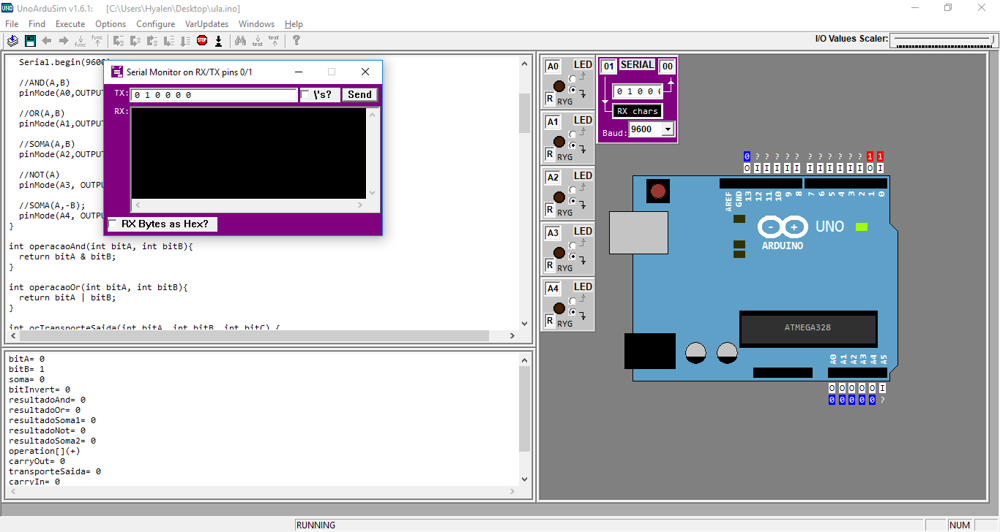 UnoArduSim v1.6.1: [C:\Users\Hyalen\Desktop\ula.ino]
File Find Execute Options Configure VarUpdates Windows Help
func func STOP text text ?
I/O Values Scaler:
Serial.begin(9600)
//AND(A,B)
pinMode(A0,OUTPUT
//OR(A,B)
pinMode(A1,OUTPUT
//SOMA(A,B)
pinMode(A2,OUTPUT
//NOT(A)
pinMode(A3, OUTPU
//SOMA(A,-B);
pinMode(A4, OUTPU
}
int operacaoAnd(int bitA, int bitB){
return bitA & bitB;
}
int operacaoOr(int bitA, int bitB){
return bitA | bitB;
}
int orTransporteSaida(int bitA, int bitB, int bitC) {
Serial Monitor on RX/TX pins 0/1
TX: 0 1 0 0 0 0 \'s? Send
RX:
RX Bytes as Hex?
bitA= 0
bitB= 1
soma= 0
bitInvert= 0
resultadoAnd= 0
resultadoOr= 0
resultadoSoma1= 0
resultadoNot= 0
resultadoSoma2= 0
operation[](+)
carryOut= 0
transporteSaida= 0
carryIn= 0
A0 LED
R RYG
A1 LED
R RYG
A2 LED
R RYG
A3 LED
R RYG
A4 LED
R RYG
01 SERIAL 00
0 1 0 0 0
RX chars
Baud: 9600
0 ? ? ? ? ? ? ? ? ? ? ? 1 1
O I I I I I I I I I I I O I
AREF GND 13 12 11 10 9 8 7 6 5 4 3 2 1 0
UNO
ARDUINO
ATMEGA328
A0 A1 A2 A3 A4 A5
O O O O O I
0 0 0 0 0 ?
RUNNING
NUM